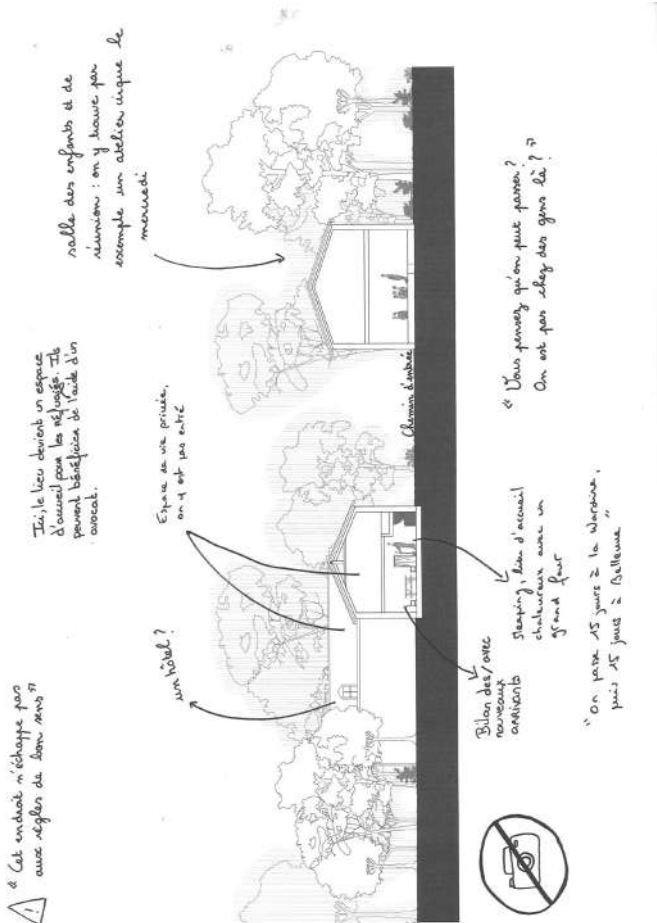 ! « Cet endroit n'échappe pas
aux règles de bon sens »
Ici, le lieu devient un espace
d'accueil pour les réfugiés. Ils
peuvent bénéficier de l'aide d'un
avocat.
salle des enfants et de
réunion : on y trouve par
exemple un atelier cirque le
mercredi
un hôtel ?
Espace de vie privée,
on y est pas entré
Chemin d'entrée
Bilan des/avec
nouveaux
arrivants
Sleeping, lieu d'accueil
chaleureux avec un
grand four
« Vous pensez qu'on peut passer ?
On est pas chez des gens là ? »
"On passe 15 jours à la Wardine,
puis 15 jours à Bellevue"